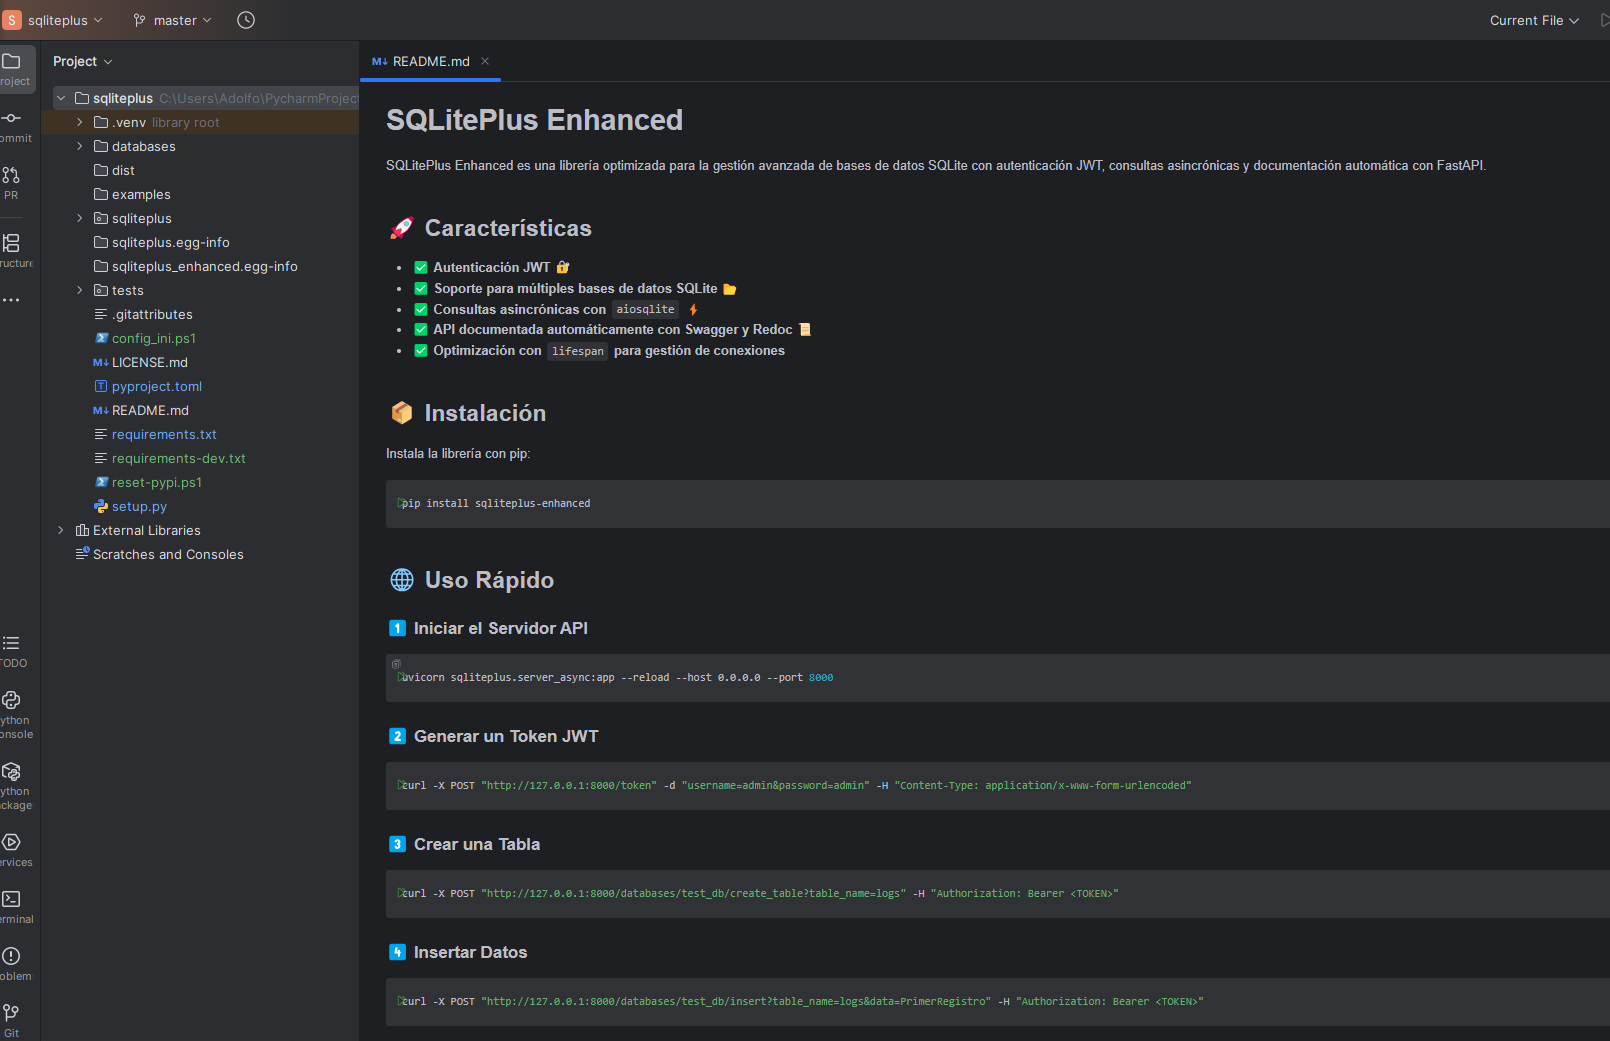 S sqliteplus master Current File
Project
README.md
roject
sqliteplus C:\Users\Adolfo\PycharmProject
.venv library root
databases
dist
examples
sqliteplus
sqliteplus.egg-info
sqliteplus_enhanced.egg-info
tests
.gitattributes
config_ini.ps1
LICENSE.md
pyproject.toml
README.md
requirements.txt
requirements-dev.txt
reset-pypi.ps1
setup.py
External Libraries
Scratches and Consoles
ommit
PR
ructure
TODO
ython
onsole
ython
ckage
ervices
erminal
oblem
Git
SQLitePlus Enhanced
SQLitePlus Enhanced es una librería optimizada para la gestión avanzada de bases de datos SQLite con autenticación JWT, consultas asincrónicas y documentación automática con FastAPI.
🚀 Características
• ✅ Autenticación JWT 🔐
• ✅ Soporte para múltiples bases de datos SQLite 📂
• ✅ Consultas asincrónicas con aiosqlite ⚡
• ✅ API documentada automáticamente con Swagger y Redoc 📜
• ✅ Optimización con lifespan para gestión de conexiones
📦 Instalación
Instala la librería con pip:
pip install sqliteplus-enhanced
🌐 Uso Rápido
1️⃣ Iniciar el Servidor API
uvicorn sqliteplus.server_async:app --reload --host 0.0.0.0 --port 8000
2️⃣ Generar un Token JWT
curl -X POST "http://127.0.0.1:8000/token" -d "username=admin&password=admin" -H "Content-Type: application/x-www-form-urlencoded"
3️⃣ Crear una Tabla
curl -X POST "http://127.0.0.1:8000/databases/test_db/create_table?table_name=logs" -H "Authorization: Bearer <TOKEN>"
4️⃣ Insertar Datos
curl -X POST "http://127.0.0.1:8000/databases/test_db/insert?table_name=logs&data=PrimerRegistro" -H "Authorization: Bearer <TOKEN>"